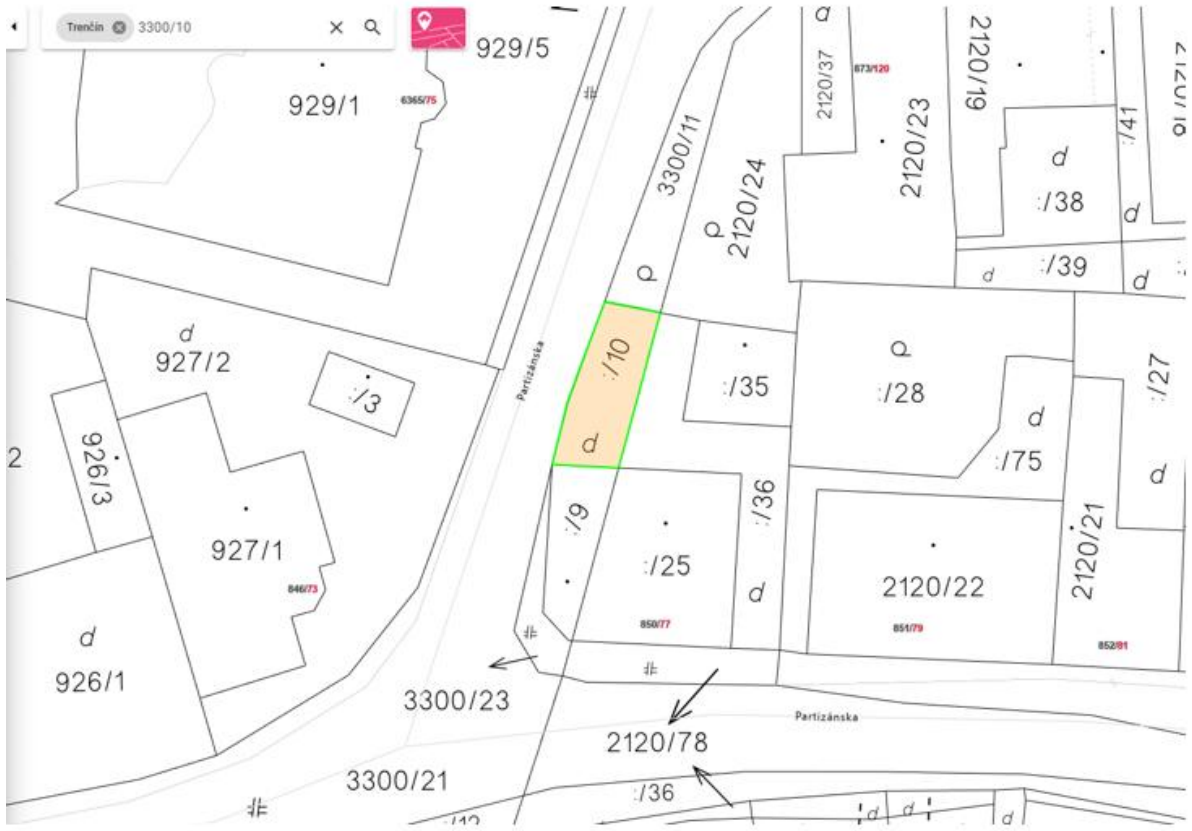 Trenčín
3300/10
929/5
929/1
6365/75
3300/11
2120/24
2120/37
873/120
2120/23
2120/19
:/41
d
:/38
d
d
:/39
d
d
d
927/2
:/3
Partizánska
:/10
d
:/35
:/28
d
:/75
:/27
d
2
926/3
927/1
846/73
:/9
:/25
850/77
:/36
d
2120/22
851/79
2120/21
852/81
d
926/1
3300/23
Partizánska
2120/78
3300/21
:/36
d
d
d